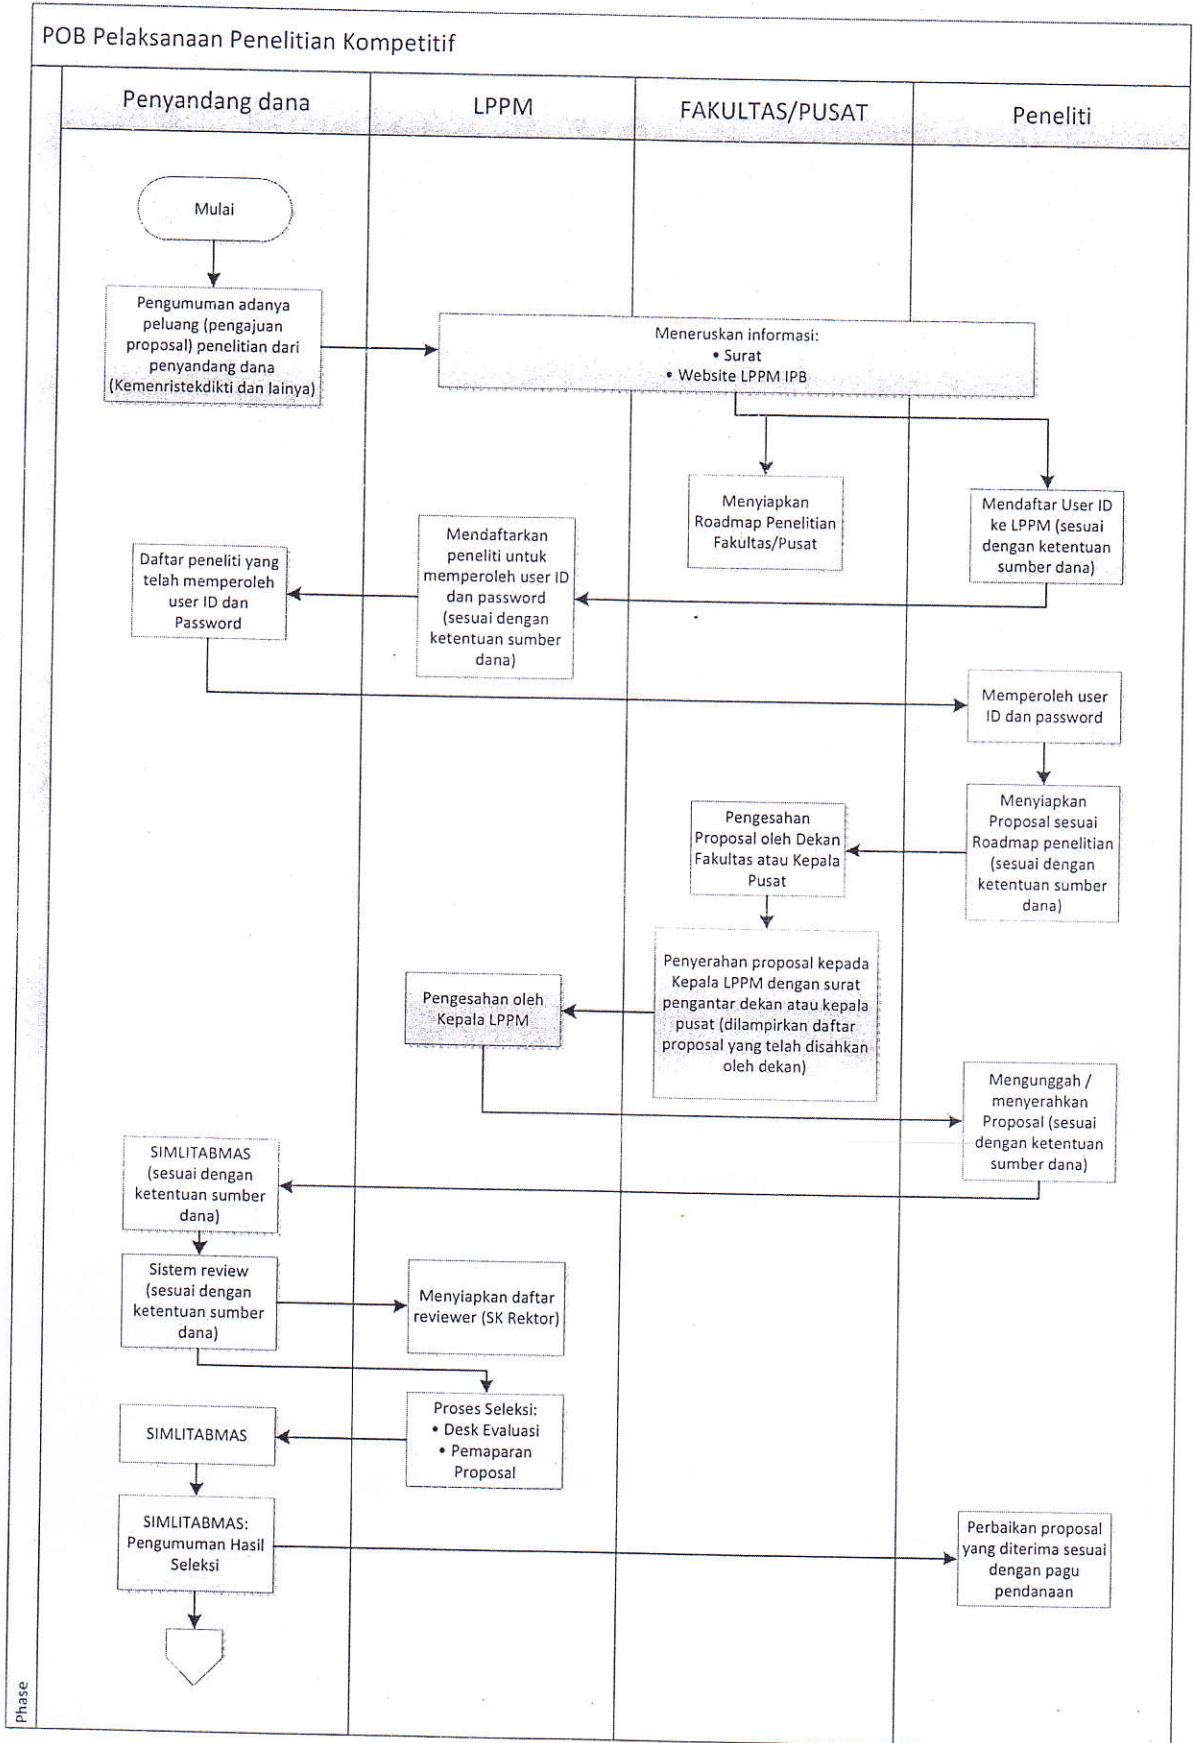 POB Pelaksanaan Penelitian Kompetitif
Penyandang dana
LPPM
FAKULTAS/PUSAT
Peneliti
Mulai
Pengumuman adanya
peluang (pengajuan
proposal) penelitian dari
penyandang dana
(Kemenristekdikti dan lainya)
Meneruskan informasi:
• Surat
• Website LPPM IPB
Menyiapkan
Roadmap Penelitian
Fakultas/Pusat
Mendaftar User ID
ke LPPM (sesuai
dengan ketentuan
sumber dana)
Mendaftarkan
peneliti untuk
memperoleh user ID
dan password
(sesuai dengan
ketentuan sumber
dana)
Daftar peneliti yang
telah memperoleh
user ID dan
Password
Memperoleh user
ID dan password
Menyiapkan
Proposal sesuai
Roadmap penelitian
(sesuai dengan
ketentuan sumber
dana)
Pengesahan
Proposal oleh Dekan
Fakultas atau Kepala
Pusat
Penyerahan proposal kepada
Kepala LPPM dengan surat
pengantar dekan atau kepala
pusat (dilampirkan daftar
proposal yang telah disahkan
oleh dekan)
Pengesahan oleh
Kepala LPPM
Mengunggah /
menyerahkan
Proposal (sesuai
dengan ketentuan
sumber dana)
SIMLITABMAS
(sesuai dengan
ketentuan sumber
dana)
Sistem review
(sesuai dengan
ketentuan sumber
dana)
Menyiapkan daftar
reviewer (SK Rektor)
Proses Seleksi:
• Desk Evaluasi
• Pemaparan
Proposal
SIMLITABMAS
SIMLITABMAS:
Pengumuman Hasil
Seleksi
Perbaikan proposal
yang diterima sesuai
dengan pagu
pendanaan
Phase